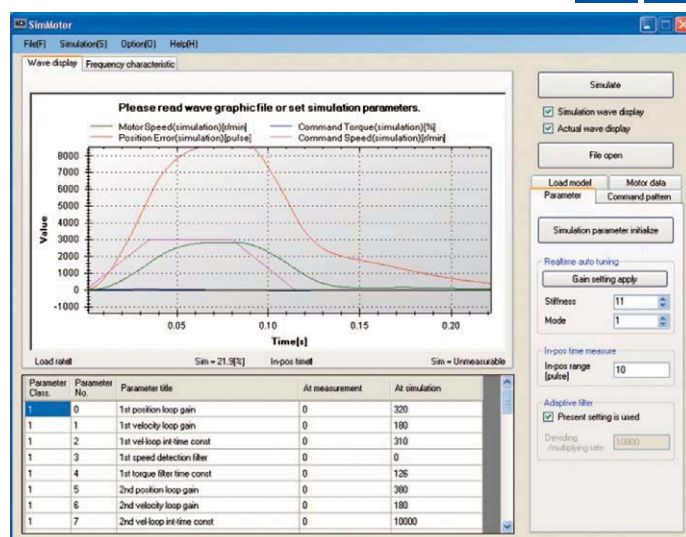 SimMotor
File(F) Simulation(S) Option(O) Help(H)
Wave display Frequency characteristic
Please read wave graphicfile or set simulation parameters.
Motor Speed(simulation)[r/min] Command Torque(simulation)[%]
Position Error(simulation)[pulse] Command Speed(simulation)[r/min]
8000
7000
6000
5000
4000
3000
2000
1000
0
-1000
Value
0.05 0.10 0.15 0.20
Time[s]
Load rate‖ Sim = 21.9[%] In-pos time‖ Sim = Unmeasurable
Parameter Class. Parameter No. Parameter title At measurement At simulation
1 0 1st position loop gain 0 320
1 1 1st velocity loop gain 0 180
1 2 1st vel-loop int-time const 0 310
1 3 1st speed detection filter 0 0
1 4 1st torque filter time const 0 126
1 5 2nd position loop gain 0 380
1 6 2nd velocity loop gain 0 180
1 7 2nd vel-loop int-time const 0 10000
Simulate
Simulation wave display
Actual wave display
File open
Load model Motor data
Parameter Command pattern
Simulation parameter initialize
Realtime auto tuning
Gain setting apply
Stiffness 11
Mode 1
In-pos time measure
In-pos range 10
[pulse]
Adaptive filter
Present setting is used
Deviding 10000
/multiplying rate